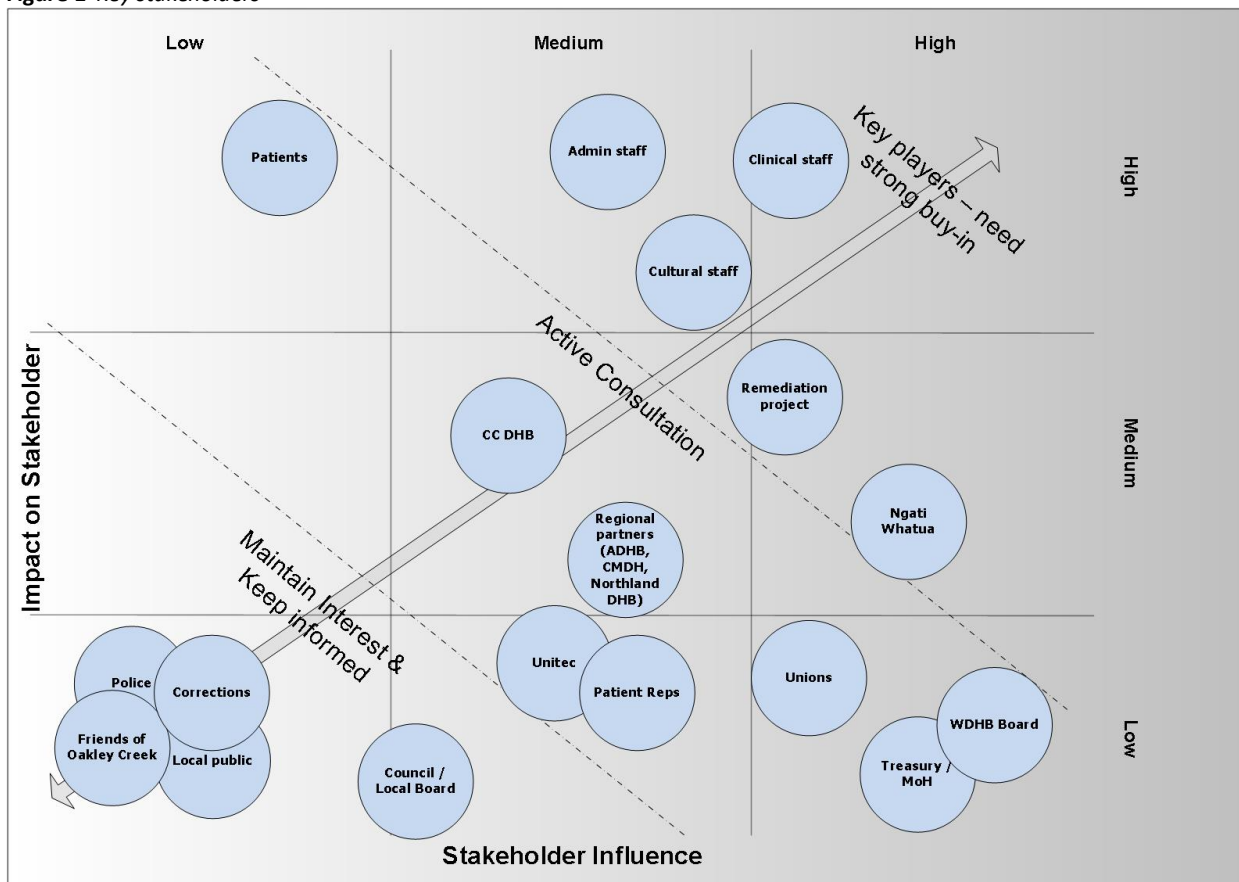 Figure 1 Key stakeholders
Low
Medium
High
Patients
Admin staff
Clinical staff
Key players – need
strong buy-in
High
Cultural staff
Impact on Stakeholder
Active Consultation
Remediation
project
Medium
CC DHB
Ngati
Whatua
Regional
partners
(ADHB,
CMDH,
Northland
DHB)
Maintain Interest &
Keep informed
Police
Corrections
Friends of
Oakley Creek
Local public
Council /
Local Board
Unitec
Patient Reps
Unions
WDHB Board
Treasury /
MoH
Low
Stakeholder Influence